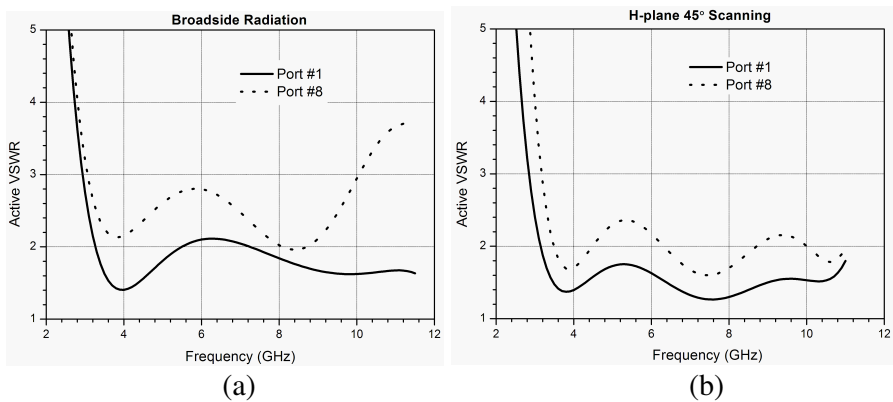 Broadside Radiation
5
4
3
2
1
Active VSWR
Port #1
Port #8
2 4 6 8 10 12
Frequency (GHz)
(a)
H-plane 45° Scanning
5
4
3
2
1
Active VSWR
Port #1
Port #8
2 4 6 8 10 12
Frequency (GHz)
(b)